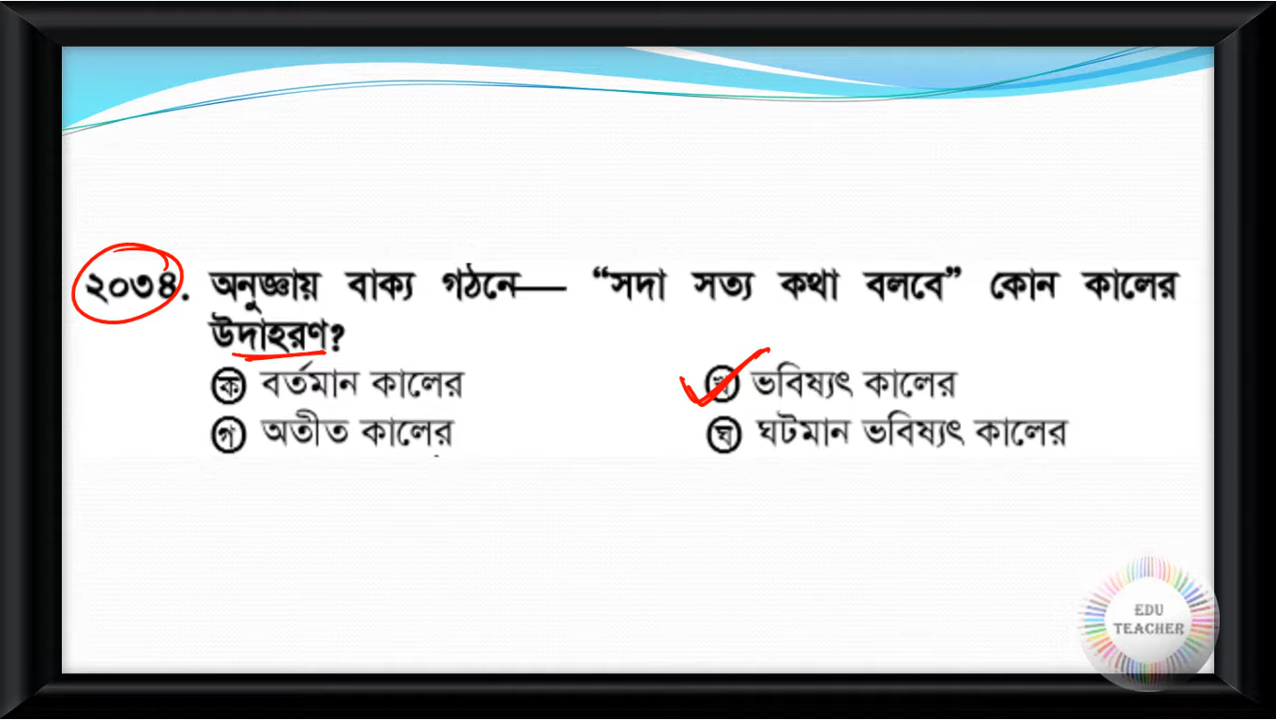 ২০৩৪. অনুজ্ঞায় বাক্য গঠনে— “সদা সত্য কথা বলবে” কোন কালের
উদাহরণ?
ক বর্তমান কালের
খ ভবিষ্যৎ কালের
গ অতীত কালের
ঘ ঘটমান ভবিষ্যৎ কালের
EDU
TEACHER